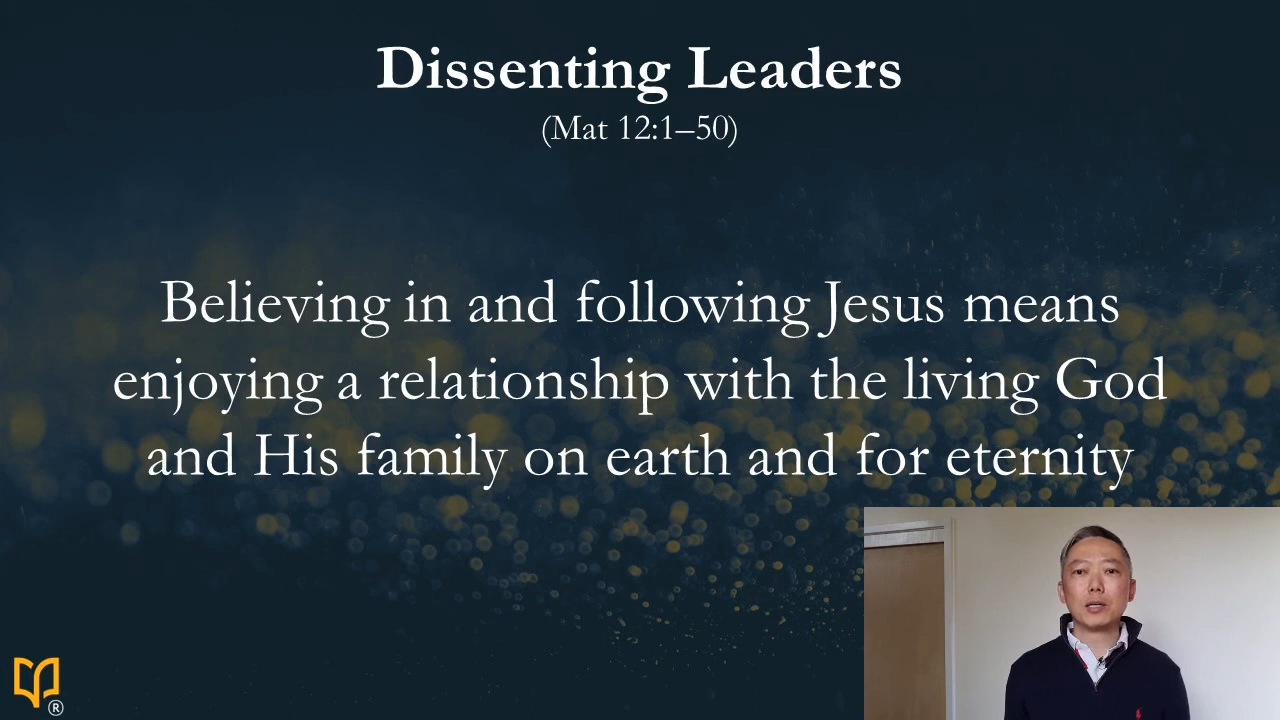 Dissenting Leaders
(Mat 12:1–50)
Believing in and following Jesus means
enjoying a relationship with the living God
and His family on earth and for eternity
®